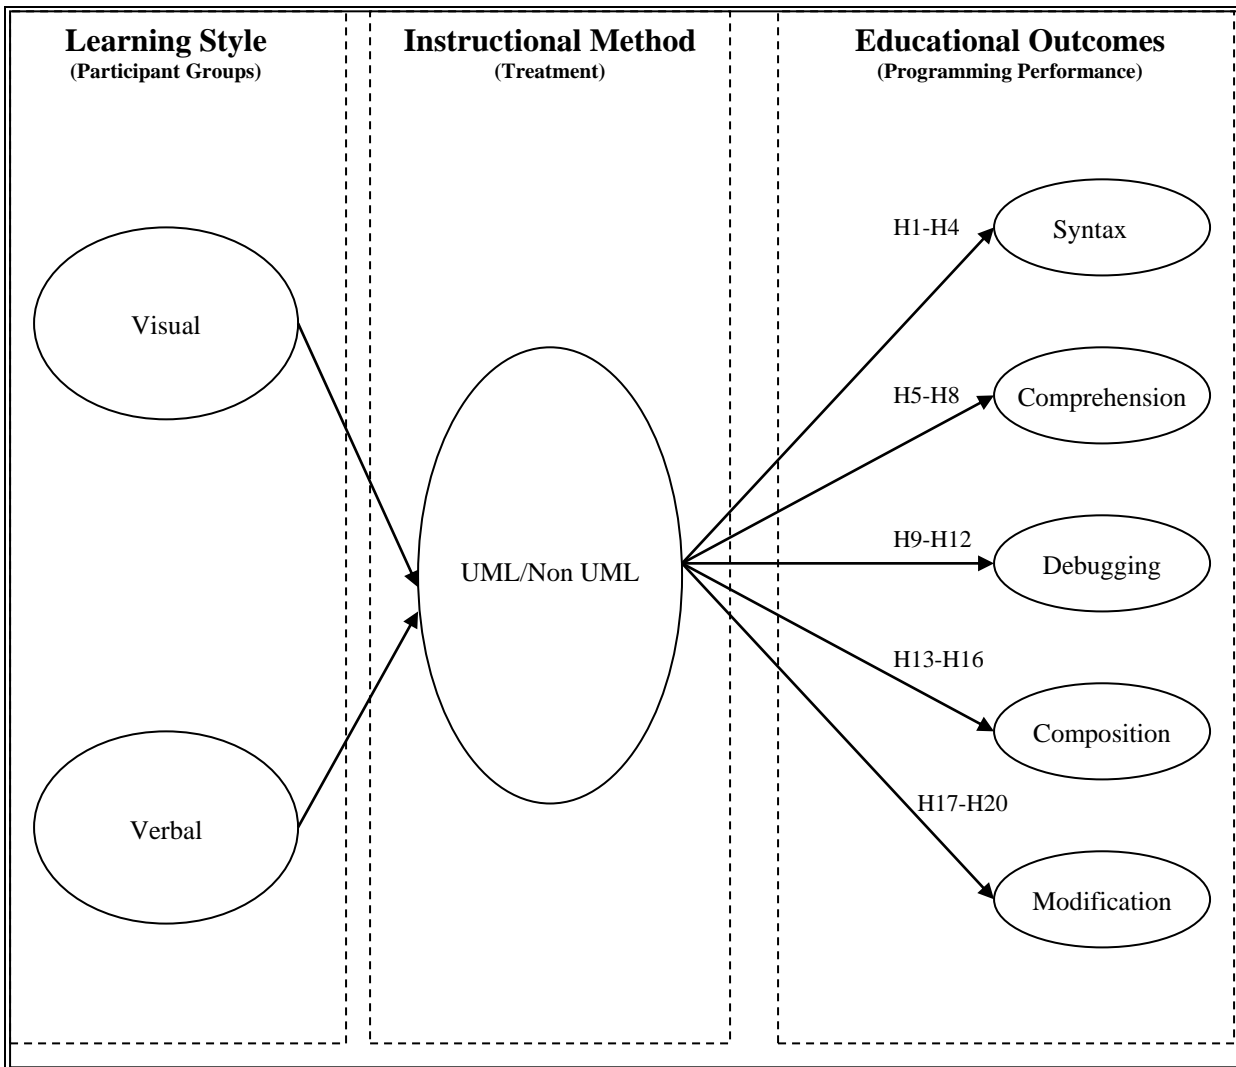 Learning Style
(Participant Groups)
Instructional Method
(Treatment)
Educational Outcomes
(Programming Performance)
Visual
Verbal
UML/Non UML
H1-H4
Syntax
H5-H8
Comprehension
H9-H12
Debugging
H13-H16
Composition
H17-H20
Modification